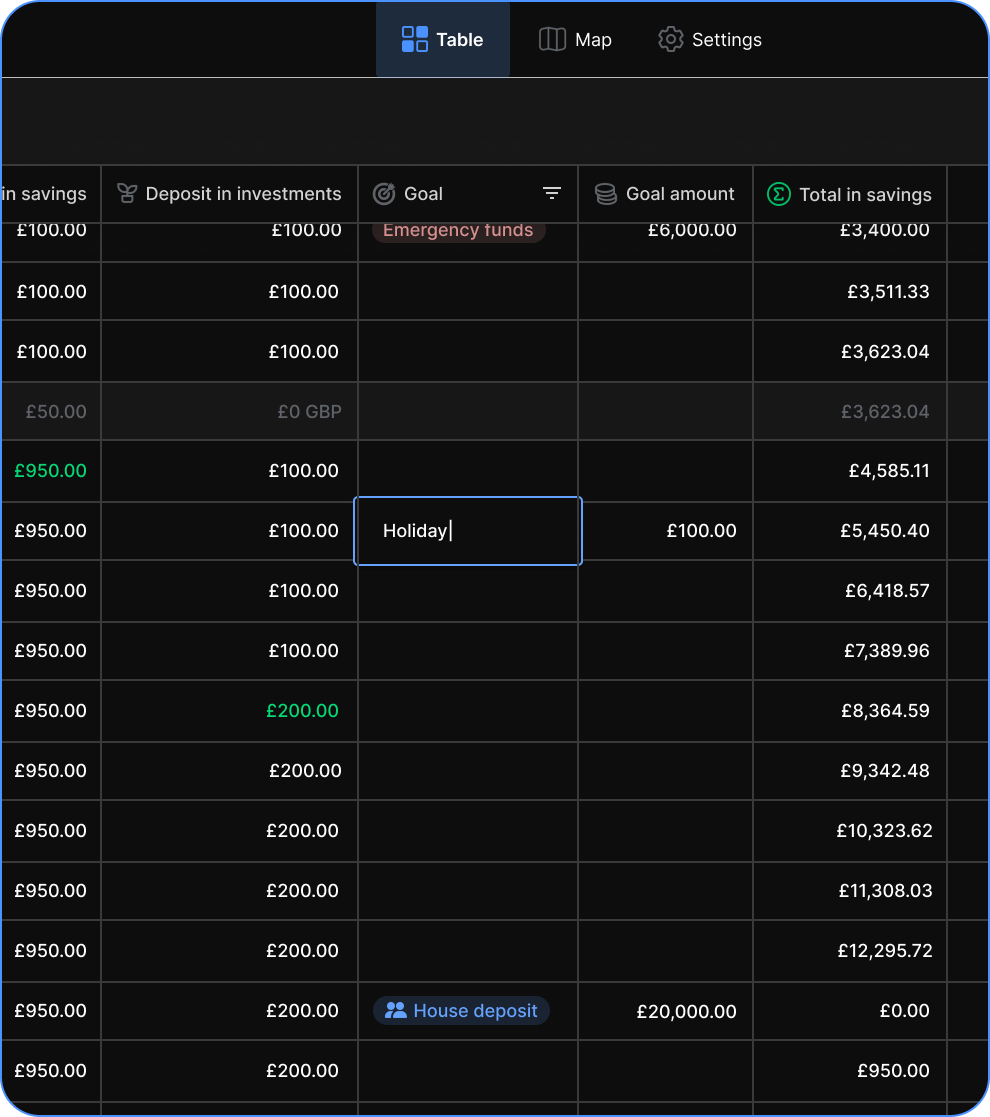 Table Map Settings
in savings Deposit in investments Goal Goal amount Total in savings
£100.00 £100.00 Emergency funds £6,000.00 £3,400.00
£100.00 £100.00 £3,511.33
£100.00 £100.00 £3,623.04
£50.00 £0 GBP £3,623.04
£950.00 £100.00 £4,585.11
£950.00 £100.00 Holiday £100.00 £5,450.40
£950.00 £100.00 £6,418.57
£950.00 £100.00 £7,389.96
£950.00 £200.00 £8,364.59
£950.00 £200.00 £9,342.48
£950.00 £200.00 £10,323.62
£950.00 £200.00 £11,308.03
£950.00 £200.00 £12,295.72
£950.00 £200.00 House deposit £20,000.00 £0.00
£950.00 £200.00 £950.00